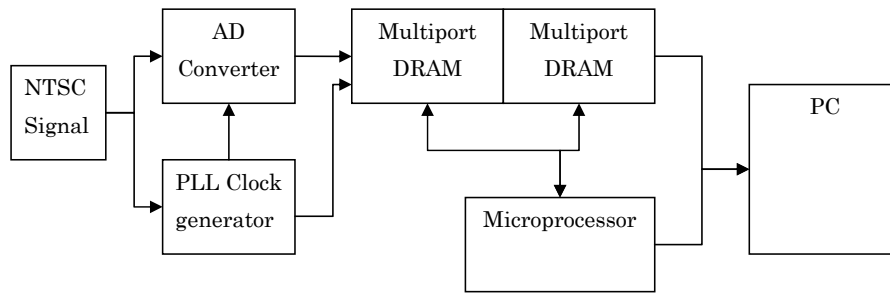 NTSC
Signal
AD
Converter
PLL Clock
generator
Multiport
DRAM
Multiport
DRAM
Microprocessor
PC